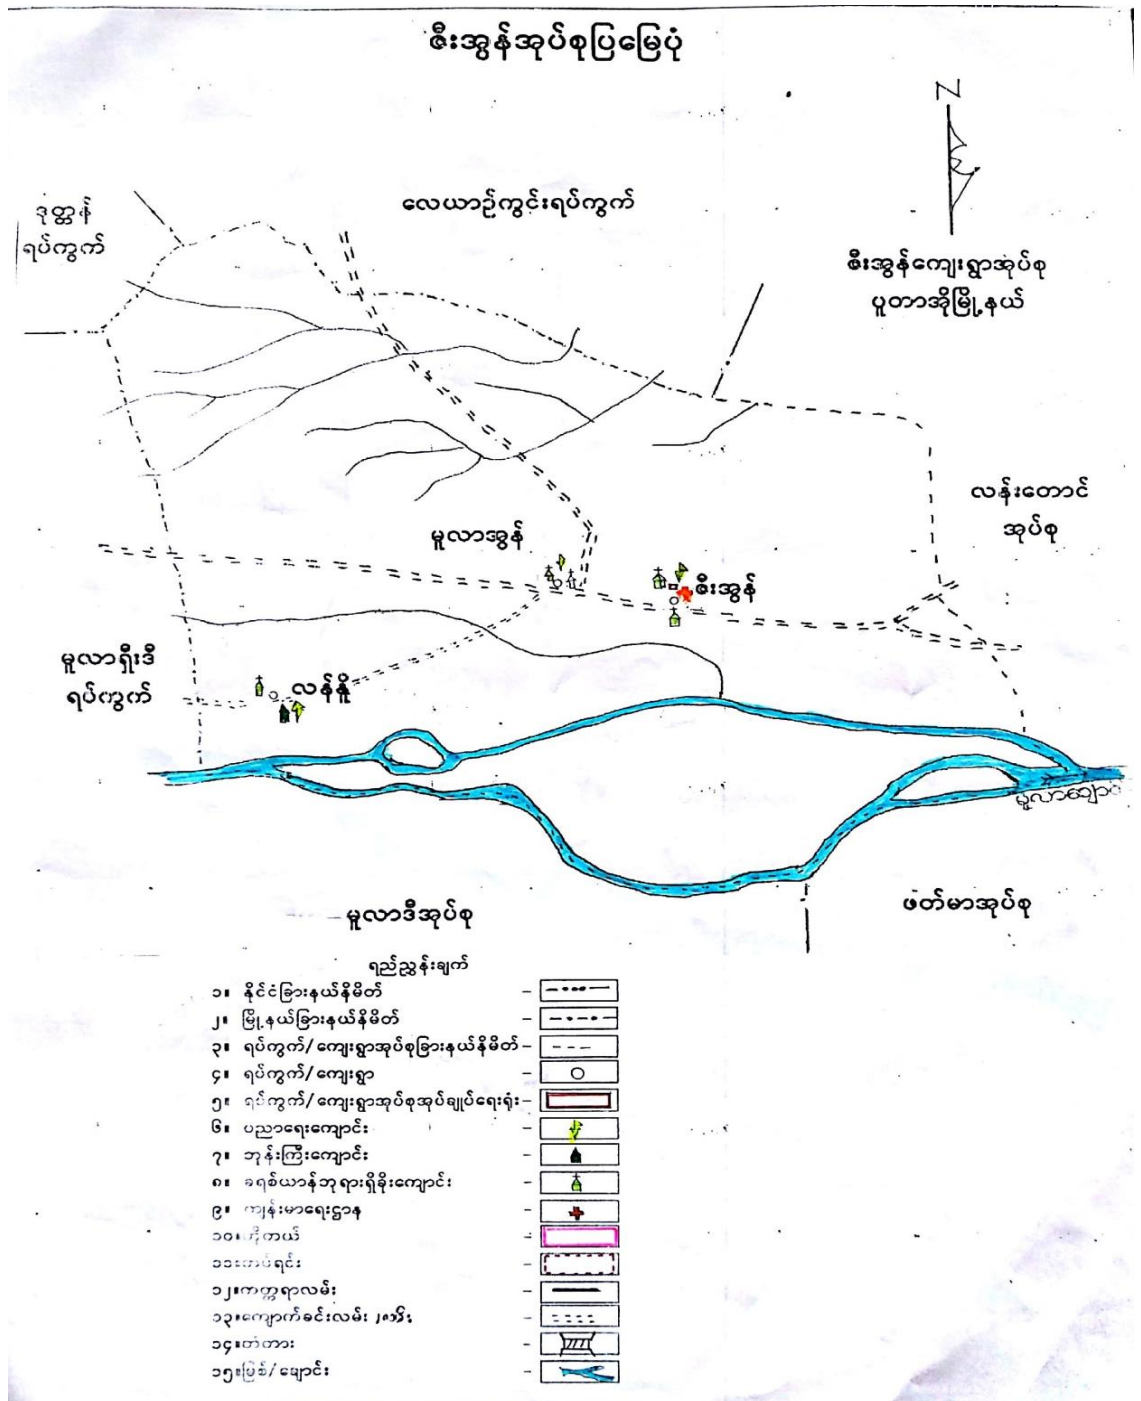 ဇီးအွန်အုပ်စုပြမြေပုံ
N
ဒုတ္တန်
ရပ်ကွက်
လေယာဉ်ကွင်းရပ်ကွက်
ဇီးအွန်ကျေးရွာအုပ်စု
ပူတာအိုမြို့နယ်
လန်းတောင်
အုပ်စု
မူလာအွန်
ဇီးအွန်
မူလာရှီးဒီ
ရပ်ကွက်
လန်နူ
မူလာချောင်
မူလာဒီအုပ်စု
ဖတ်မာအုပ်စု
ရည်ညွှန်းချက်
၁။ နိုင်ငံခြားနယ်နိမိတ် -
၂။ မြို့နယ်ခြားနယ်နိမိတ် -
၃။ ရပ်ကွက်/ကျေးရွာအုပ်စုခြားနယ်နိမိတ် -
၄။ ရပ်ကွက်/ကျေးရွာ -
၅။ ရပ်ကွက်/ကျေးရွာအုပ်စုအုပ်ချုပ်ရေးရုံး -
၆။ ပညာရေးကျောင်း -
၇။ ဘုန်းကြီးကျောင်း -
၈။ ခရစ်ယာန်ဘုရားရှိခိုးကျောင်း -
၉။ ကျန်းမာရေးဌာန -
၁၀။ဟိုတယ် -
၁၁။တပ်ရင်း -
၁၂။ကတ္တရာလမ်း -
၁၃။ကျောက်ခင်းလမ်း
၁၄။တံတား -
၁၅။မြစ်/ချောင်း -